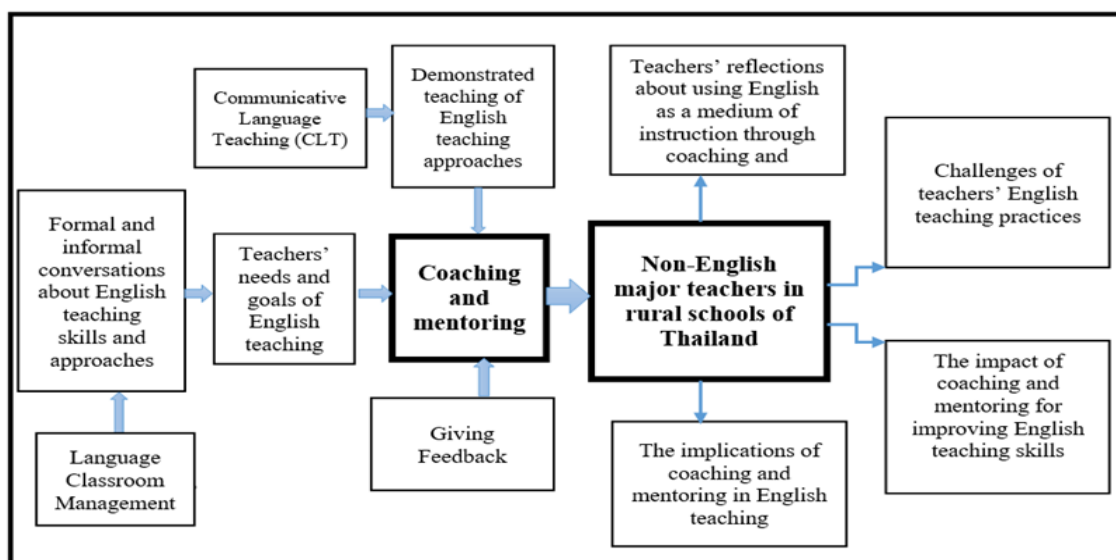 Communicative
Language
Teaching (CLT)
Demonstrated
teaching of
English
teaching
approaches
Teachers’ reflections
about using English
as a medium of
instruction through
coaching and
Challenges of
teachers’ English
teaching practices
Formal and
informal
conversations
about English
teaching
skills and
approaches
Teachers’
needs and
goals of
English
teaching
Coaching
and
mentoring
Non-English
major teachers in
rural schools of
Thailand
The impact of
coaching and
mentoring for
improving English
teaching skills
Language
Classroom
Management
Giving
Feedback
The implications of
coaching and
mentoring in English
teaching